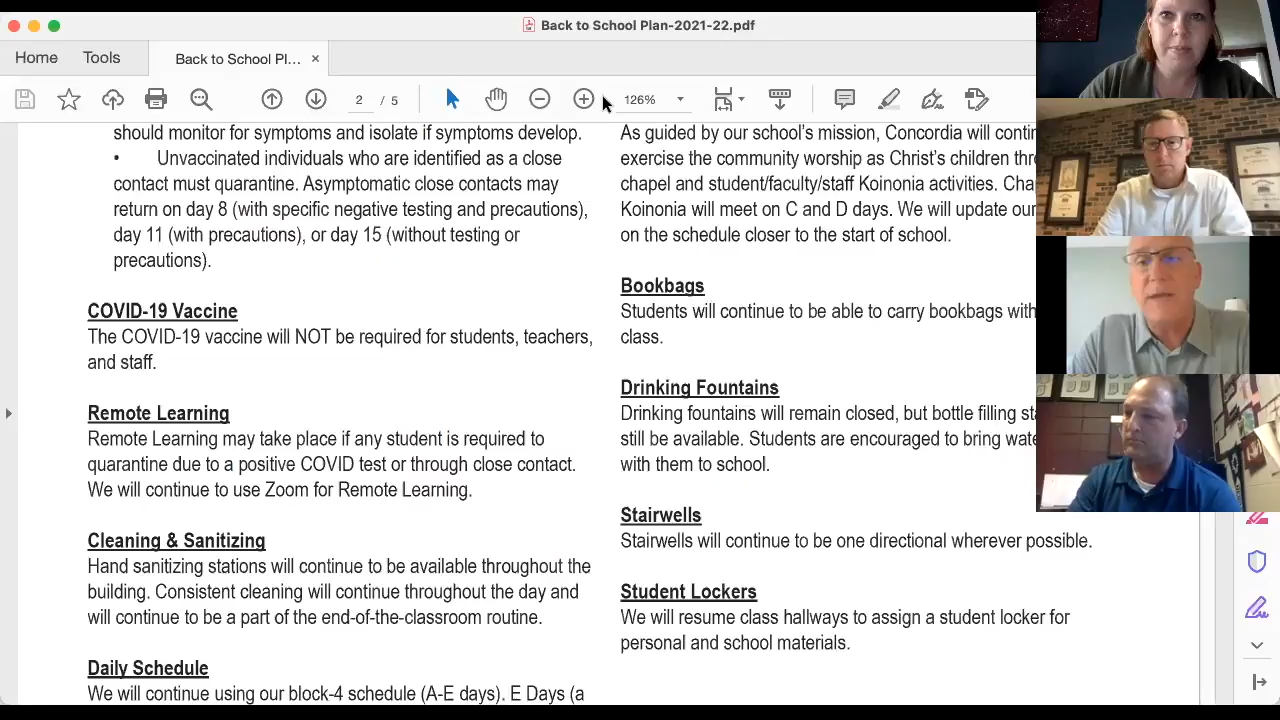 Back to School Plan-2021-22.pdf
Home
Tools
Back to School Pl...
2 / 5
126%
should monitor for symptoms and isolate if symptoms develop.
• Unvaccinated individuals who are identified as a close
contact must quarantine. Asymptomatic close contacts may
return on day 8 (with specific negative testing and precautions),
day 11 (with precautions), or day 15 (without testing or
precautions).
COVID-19 Vaccine
The COVID-19 vaccine will NOT be required for students, teachers,
and staff.
Remote Learning
Remote Learning may take place if any student is required to
quarantine due to a positive COVID test or through close contact.
We will continue to use Zoom for Remote Learning.
Cleaning & Sanitizing
Hand sanitizing stations will continue to be available throughout the
building. Consistent cleaning will continue throughout the day and
will continue to be a part of the end-of-the-classroom routine.
Daily Schedule
We will continue using our block-4 schedule (A-E days). E Days (a
As guided by our school's mission, Concordia will contin
exercise the community worship as Christ's children thr
chapel and student/faculty/staff Koinonia activities. Cha
Koinonia will meet on C and D days. We will update our
on the schedule closer to the start of school.
Bookbags
Students will continue to be able to carry bookbags with
class.
Drinking Fountains
Drinking fountains will remain closed, but bottle filling sta
still be available. Students are encouraged to bring wate
with them to school.
Stairwells
Stairwells will continue to be one directional wherever possible.
Student Lockers
We will resume class hallways to assign a student locker for
personal and school materials.